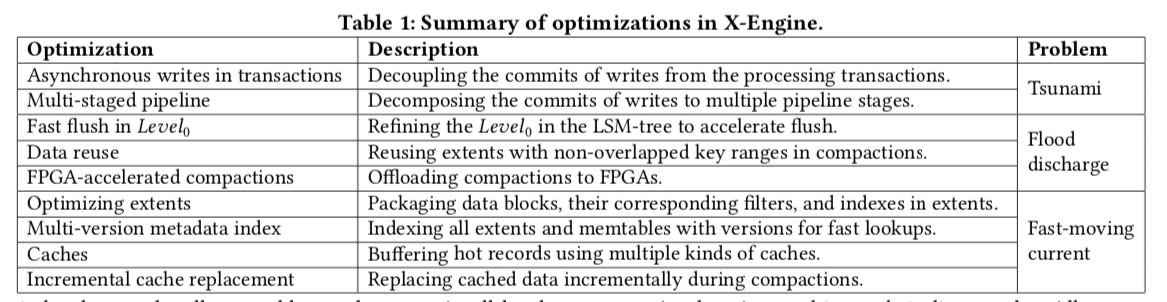 Table 1: Summary of optimizations in X-Engine.
Optimization Description Problem
Asynchronous writes in transactions Decoupling the commits of writes from the processing transactions.
Tsunami
Multi-staged pipeline Decomposing the commits of writes to multiple pipeline stages.
Fast flush in Level0 Refining the Level0 in the LSM-tree to accelerate flush.
Flood
Data reuse Reusing extents with non-overlapped key ranges in compactions.
discharge
FPGA-accelerated compactions Offloading compactions to FPGAs.
Optimizing extents Packaging data blocks, their corresponding filters, and indexes in extents.
Multi-version metadata index Indexing all extents and memtables with versions for fast lookups.
Fast-moving
Caches Buffering hot records using multiple kinds of caches.
current
Incremental cache replacement Replacing cached data incrementally during compactions.